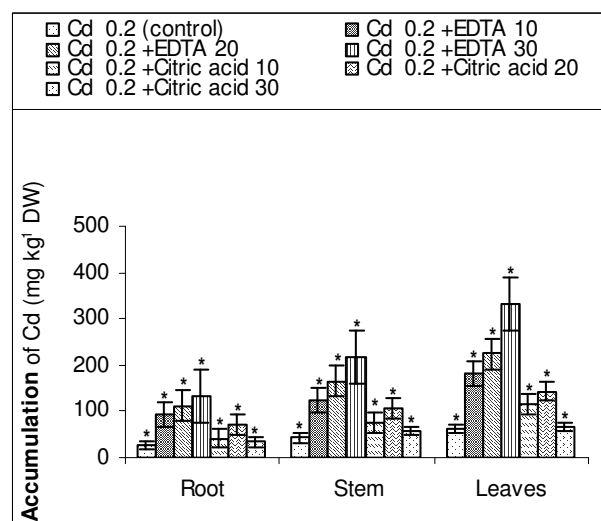 Cd 0.2 (control)
Cd 0.2 +EDTA 10
Cd 0.2 +EDTA 20
Cd 0.2 +EDTA 30
Cd 0.2 +Citric acid 10
Cd 0.2 +Citric acid 20
Cd 0.2 +Citric acid 30
Accumulation of Cd (mg kg¹ DW)
500
400
300
200
100
0
* * * * * * *
* * * * * * *
* * * * * * *
Root Stem Leaves